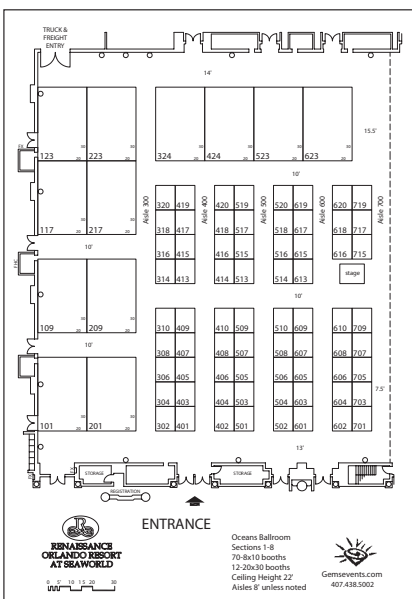 TRUCK &
FREIGHT
ENTRY
14'
15.5'
123 223 324 424 523 623
10'
Aisle 300 Aisle 400 Aisle 500 Aisle 600 Aisle 700
117 217
320 419 420 519 520 619 620 719
318 417 418 517 518 617 618 717
316 415 416 515 516 615 616 715
314 413 414 513 514 613 stage
10' 10'
109 209
310 409 410 509 510 609 610 709
308 407 408 507 508 607 608 707
10'
306 405 406 505 506 605 606 705
7.5'
304 403 404 503 504 603 604 703
101 201 302 401 402 501 502 601 602 701
13'
STORAGE STORAGE
REGISTRATION
ENTRANCE
RENAISSANCE
ORLANDO RESORT
AT SEAWORLD
0 5' 10 15 20 30
Oceans Ballroom
Sections 1-8
70-8x10 booths
12-20x30 booths
Ceiling Height 22'
Aisles 8' unless noted
Gemsevents.com
407.438.5002